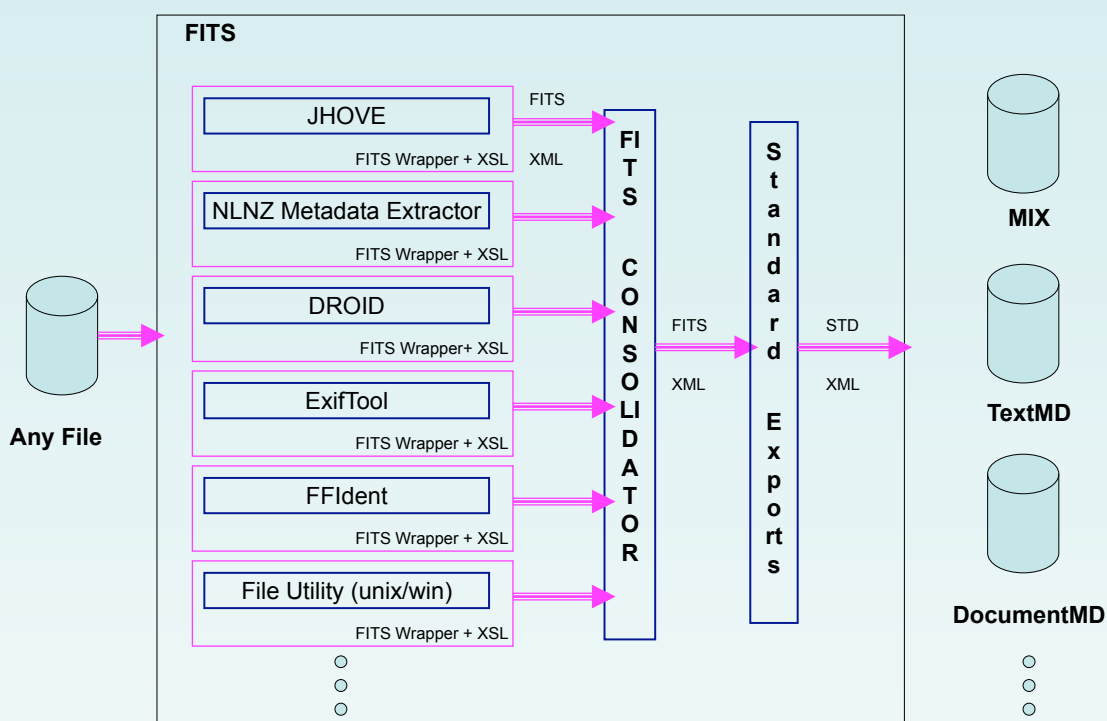 FITS
JHOVE
FITS Wrapper + XSL
FITS
XML
NLNZ Metadata Extractor
FITS Wrapper + XSL
DROID
FITS Wrapper+ XSL
ExifTool
FITS Wrapper + XSL
FFIdent
FITS Wrapper + XSL
File Utility (unix/win)
FITS Wrapper + XSL
Any File
FITS CONSOLIDATOR
FITS
XML
Standard Exports
STD
XML
MIX
TextMD
DocumentMD